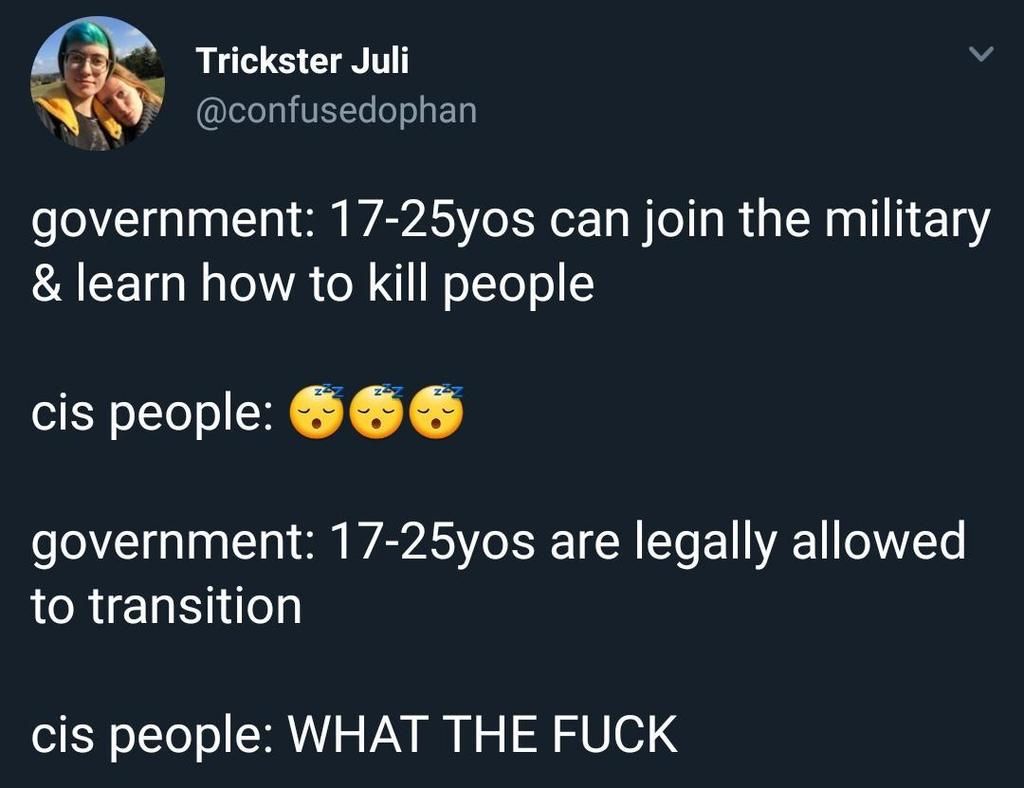 Trickster Juli
@confusedophan
government: 17-25yos can join the military
& learn how to kill people
cis people: 😴😴😴
government: 17-25yos are legally allowed
to transition
cis people: WHAT THE FUCK